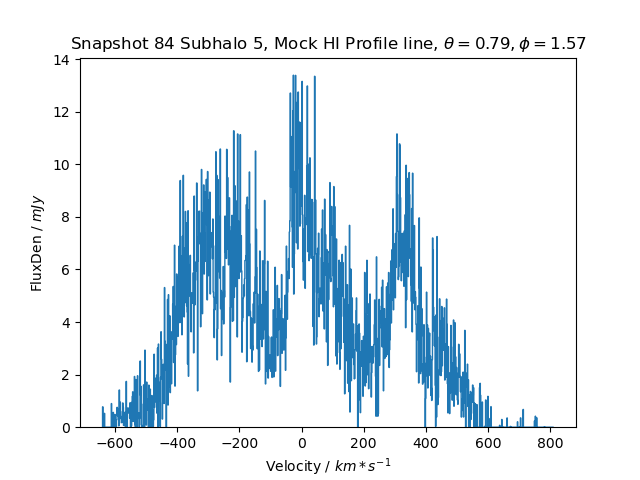 Snapshot 84 Subhalo 5, Mock HI Profile line, θ = 0.79, ϕ = 1.57
14
12
10
8
6
4
2
0
FluxDen / mJy
−600 −400 −200 0 200 400 600 800
Velocity / km * s⁻¹